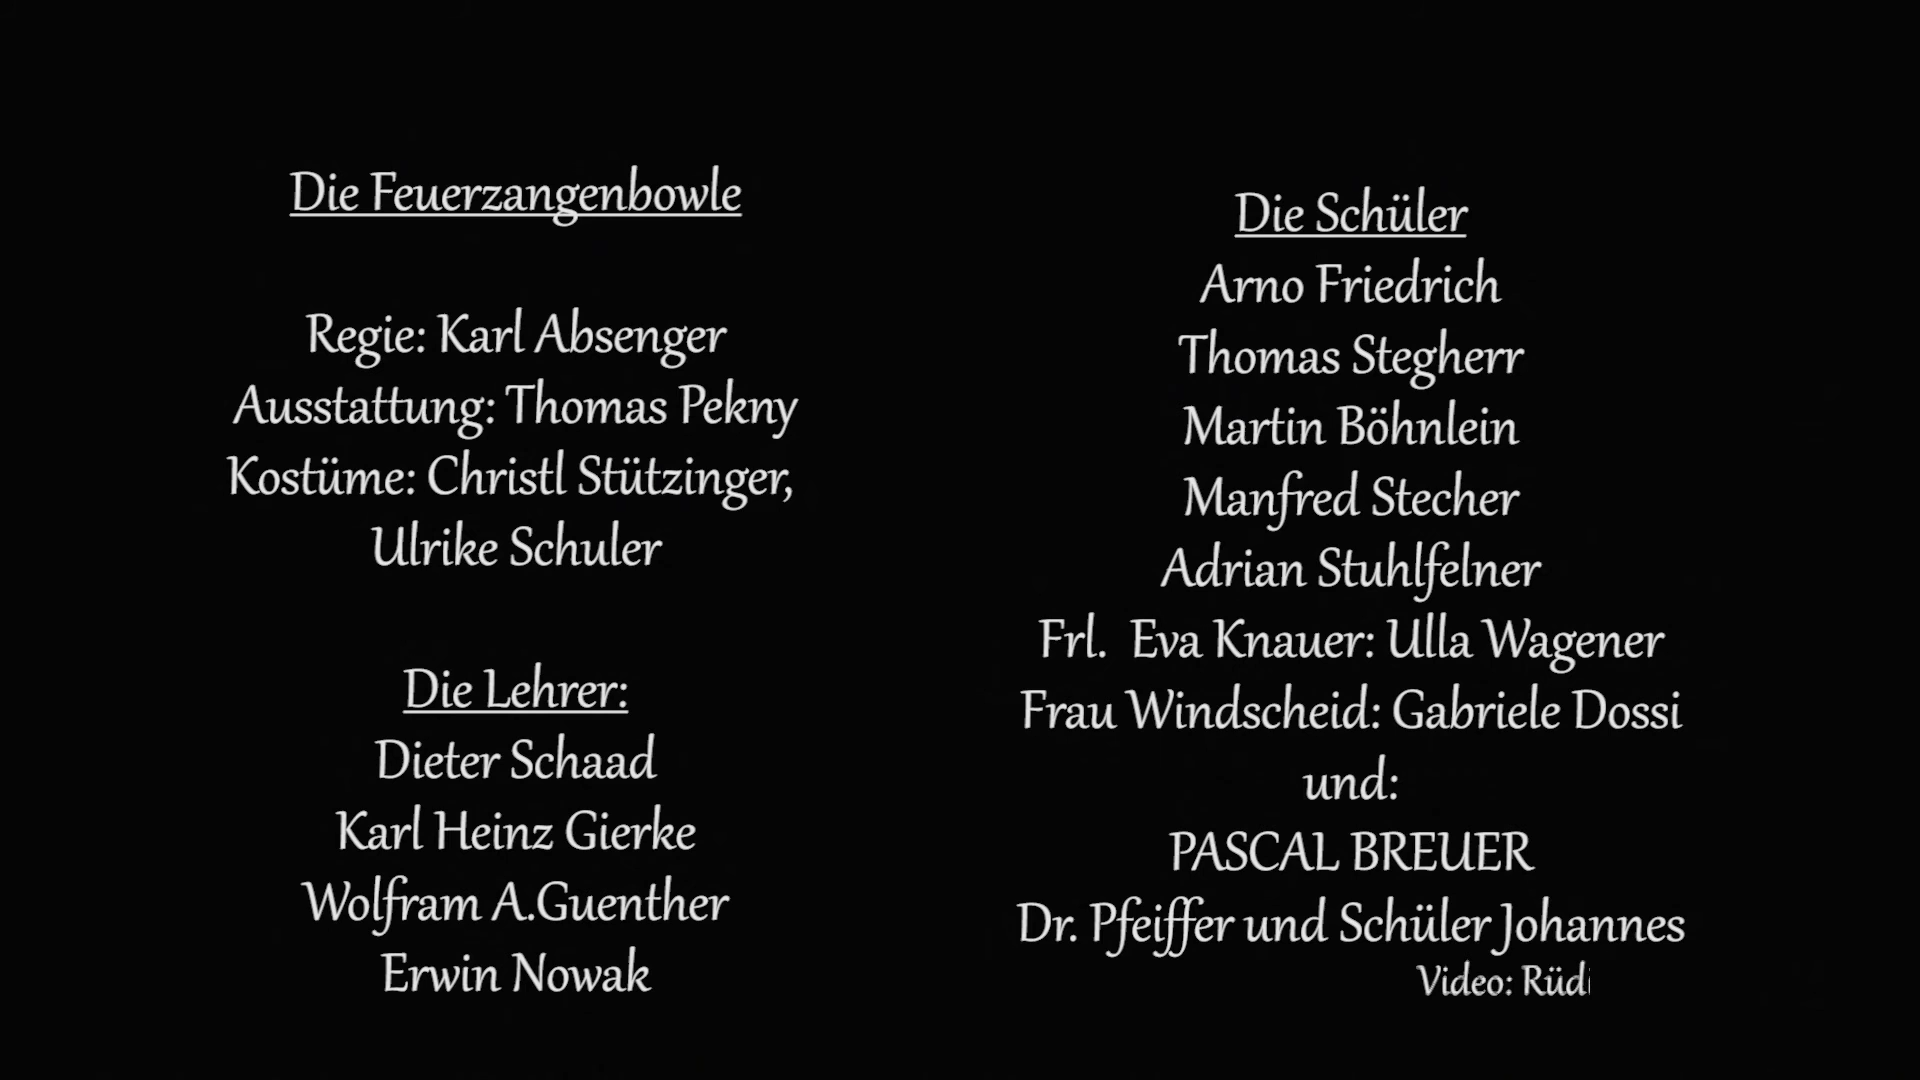 Die Feuerzangenbowle
Regie: Karl Absenger
Ausstattung: Thomas Pekny
Kostüme: Christl Stützinger,
Ulrike Schuler
Die Lehrer:
Dieter Schaad
Karl Heinz Gierke
Wolfram A.Guenther
Erwin Nowak
Die Schüler
Arno Friedrich
Thomas Stegherr
Martin Böhnlein
Manfred Stecher
Adrian Stuhlfelner
Frl.  Eva Knauer: Ulla Wagener
Frau Windscheid: Gabriele Dossi
und:
PASCAL BREUER
Dr. Pfeiffer und Schüler Johannes
Video: